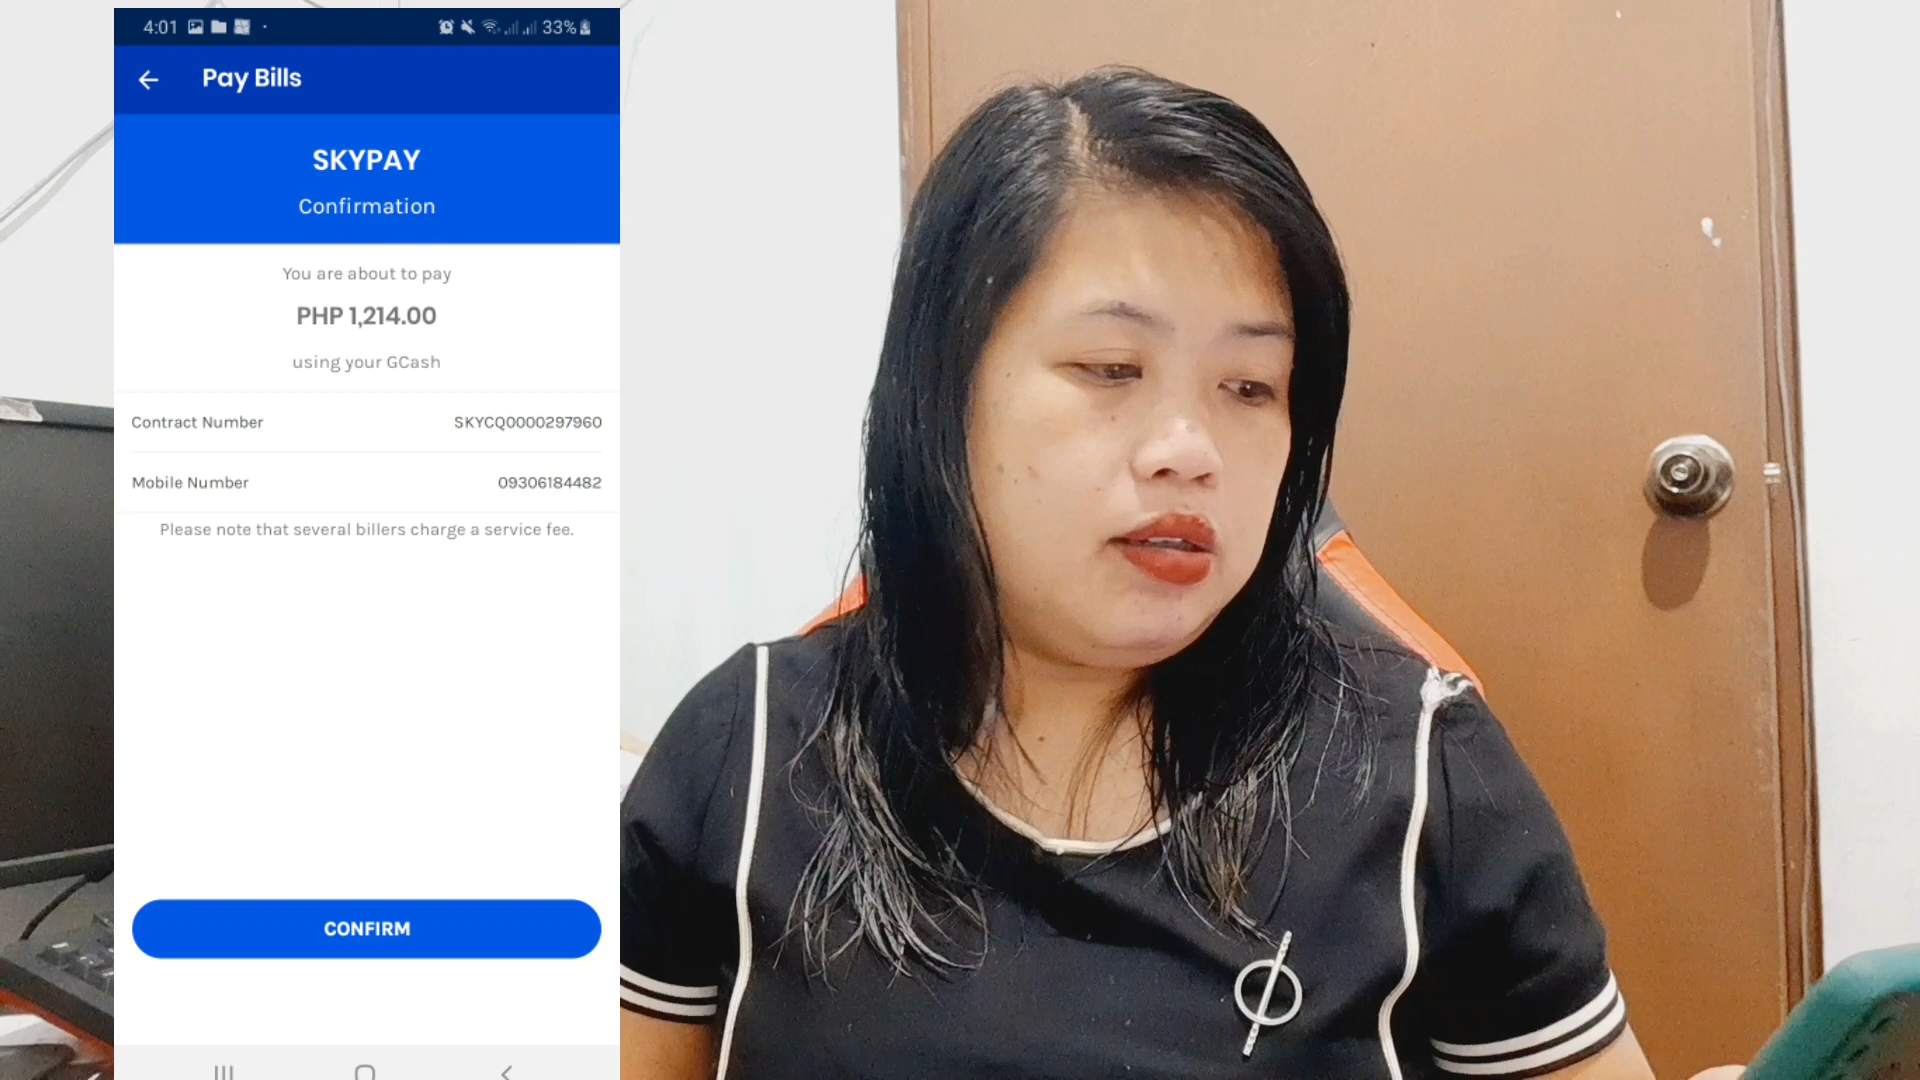 4:01 33%
Pay Bills
SKYPAY
Confirmation
You are about to pay
PHP 1,214.00
using your GCash
Contract Number SKYCQ0000297960
Mobile Number 09306184482
Please note that several billers charge a service fee.
CONFIRM